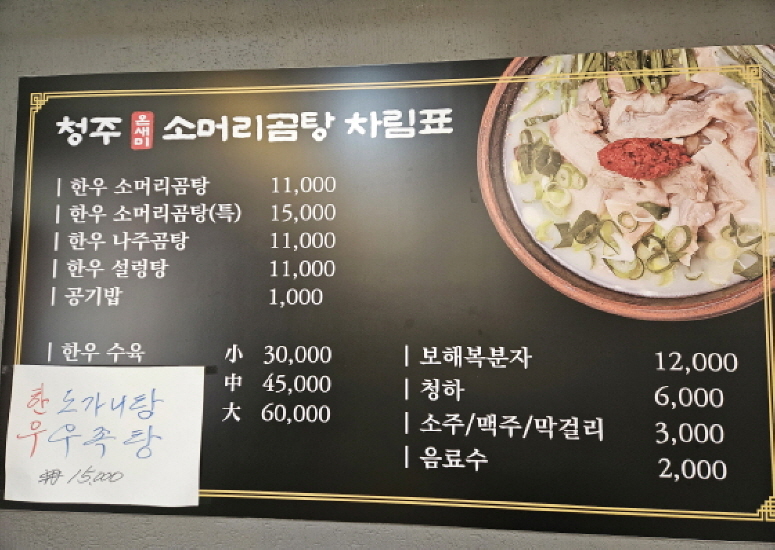 청주 온새미 소머리곰탕 차림표
| 한우 소머리곰탕 11,000
| 한우 소머리곰탕(특) 15,000
| 한우 나주곰탕 11,000
| 한우 설렁탕 11,000
| 공기밥 1,000
| 한우 수육 小 30,000
中 45,000
大 60,000
한우 도가니탕
우족탕
15,000
| 보해복분자 12,000
| 청하 6,000
| 소주/맥주/막걸리 3,000
| 음료수 2,000